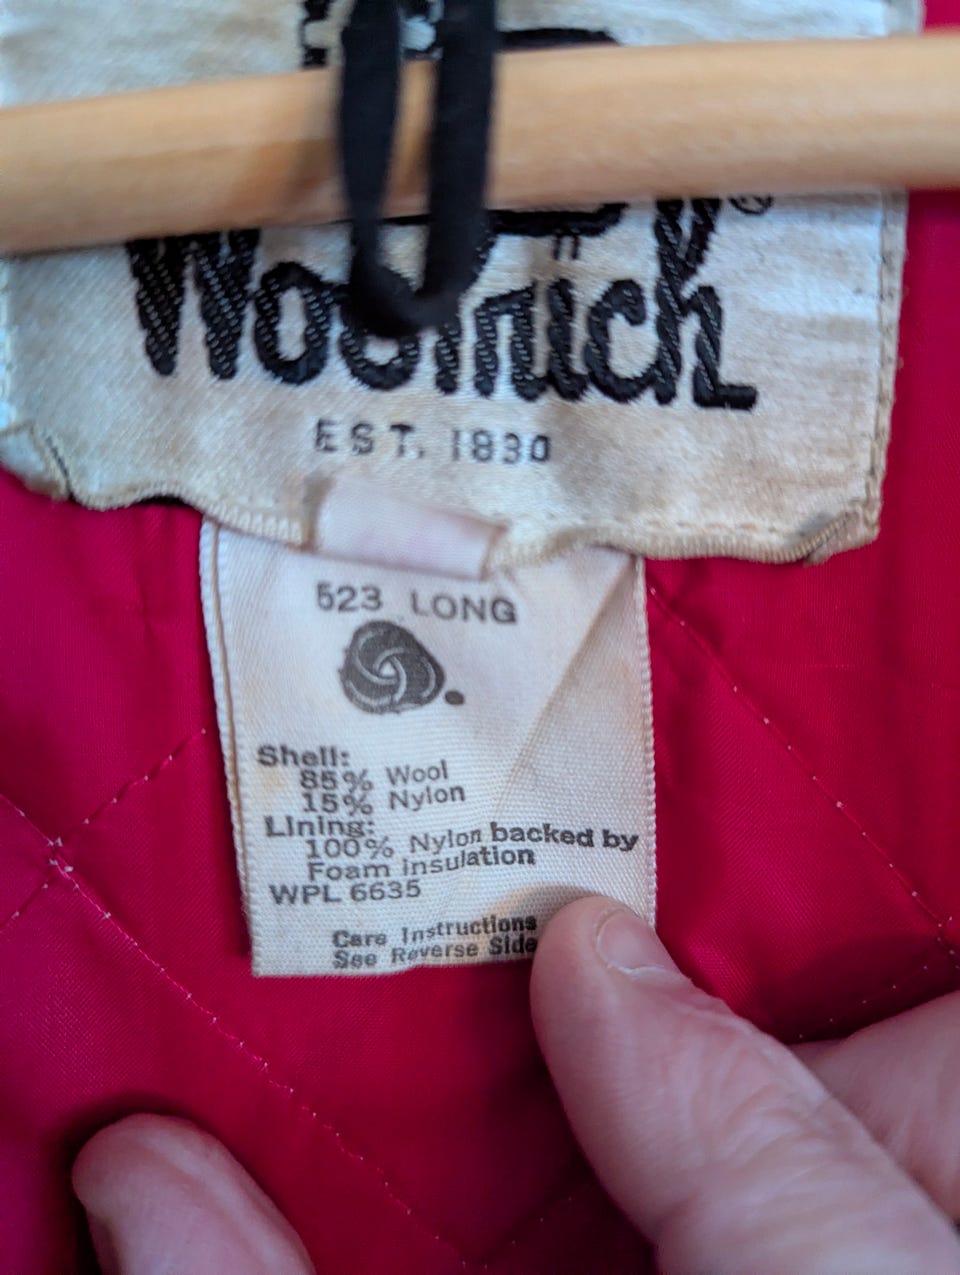 Woolrich®
EST. 1830
523 LONG
Shell:
85% Wool
15% Nylon
Lining:
100% Nylon backed by
Foam insulation
WPL 6635
Care Instructions
See Reverse Side